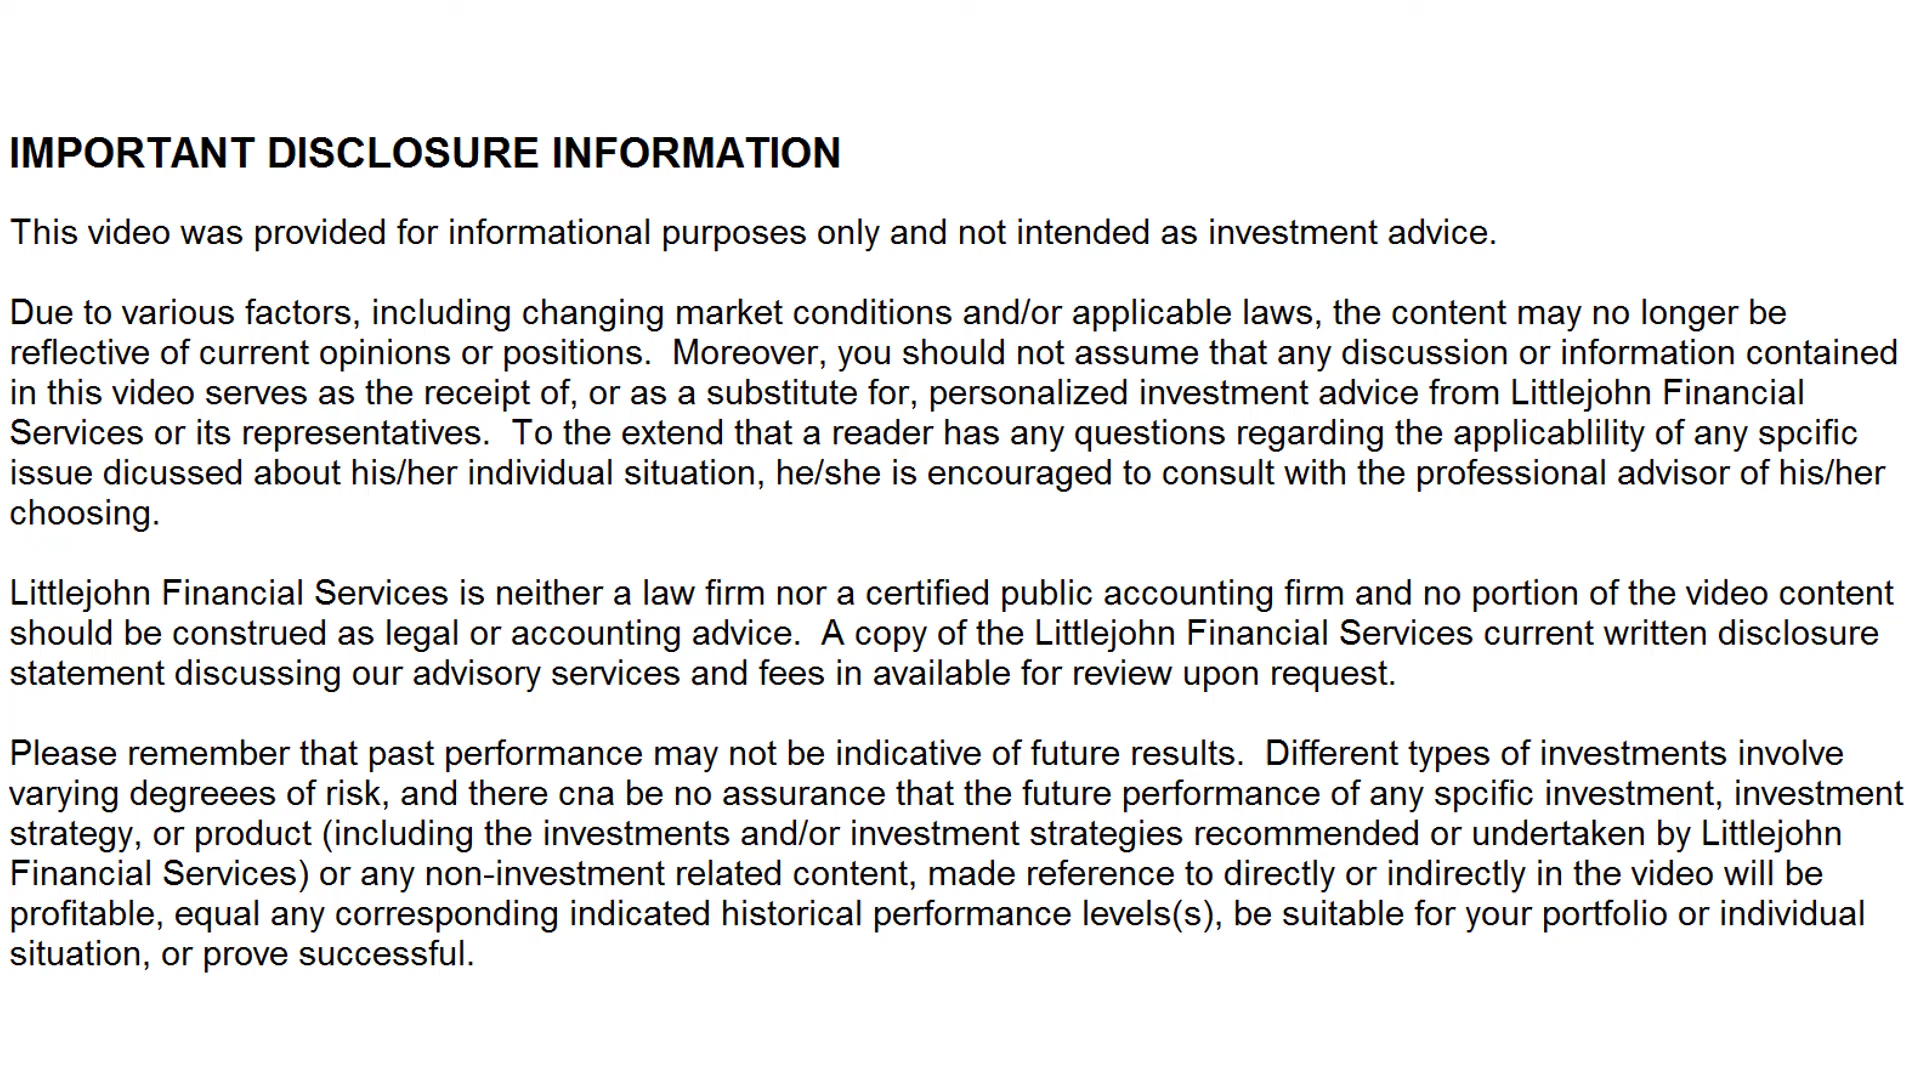 IMPORTANT DISCLOSURE INFORMATION
This video was provided for informational purposes only and not intended as investment advice.
Due to various factors, including changing market conditions and/or applicable laws, the content may no longer be
reflective of current opinions or positions.  Moreover, you should not assume that any discussion or information contained
in this video serves as the receipt of, or as a substitute for, personalized investment advice from Littlejohn Financial
Services or its representatives.  To the extend that a reader has any questions regarding the applicablility of any spcific
issue dicussed about his/her individual situation, he/she is encouraged to consult with the professional advisor of his/her
choosing.
Littlejohn Financial Services is neither a law firm nor a certified public accounting firm and no portion of the video content
should be construed as legal or accounting advice.  A copy of the Littlejohn Financial Services current written disclosure
statement discussing our advisory services and fees in available for review upon request.
Please remember that past performance may not be indicative of future results.  Different types of investments involve
varying degreees of risk, and there cna be no assurance that the future performance of any spcific investment, investment
strategy, or product (including the investments and/or investment strategies recommended or undertaken by Littlejohn
Financial Services) or any non-investment related content, made reference to directly or indirectly in the video will be
profitable, equal any corresponding indicated historical performance levels(s), be suitable for your portfolio or individual
situation, or prove successful.